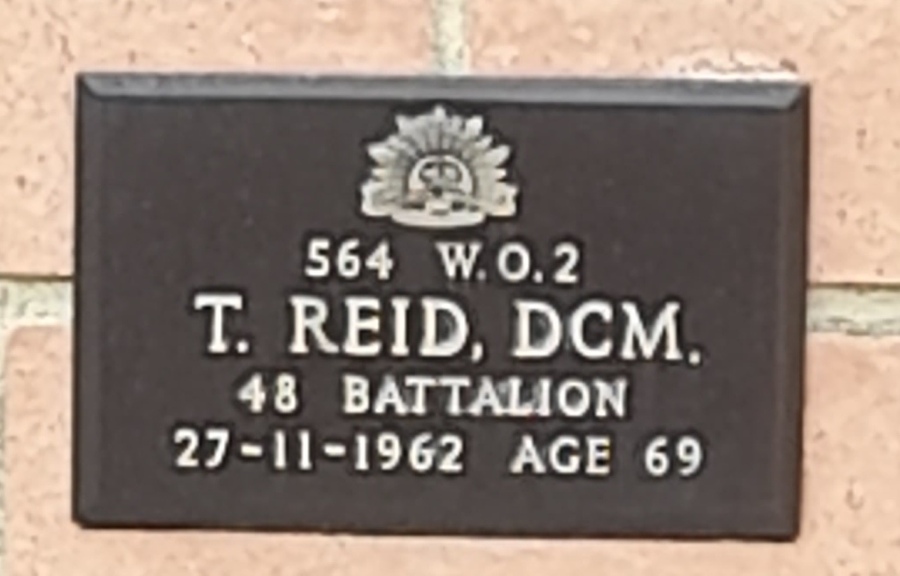 564 W.O.2
T. REID, DCM.
48 BATTALION
27-11-1962 AGE 69